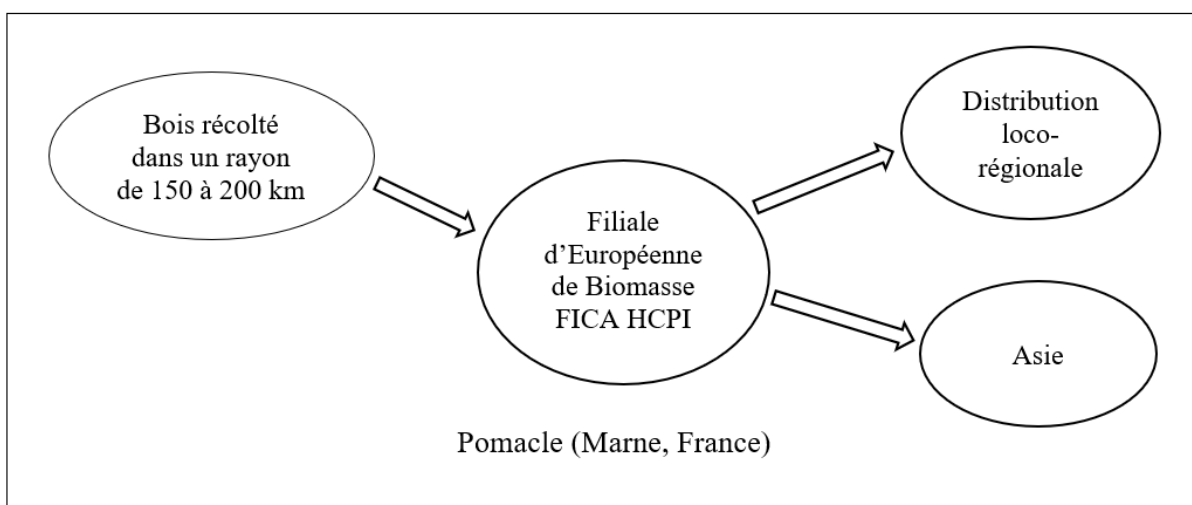 Bois récolté
dans un rayon
de 150 à 200 km
Filiale
d’Européenne
de Biomasse
FICA HCPI
Distribution
loco-
régionale
Asie
Pomacle (Marne, France)